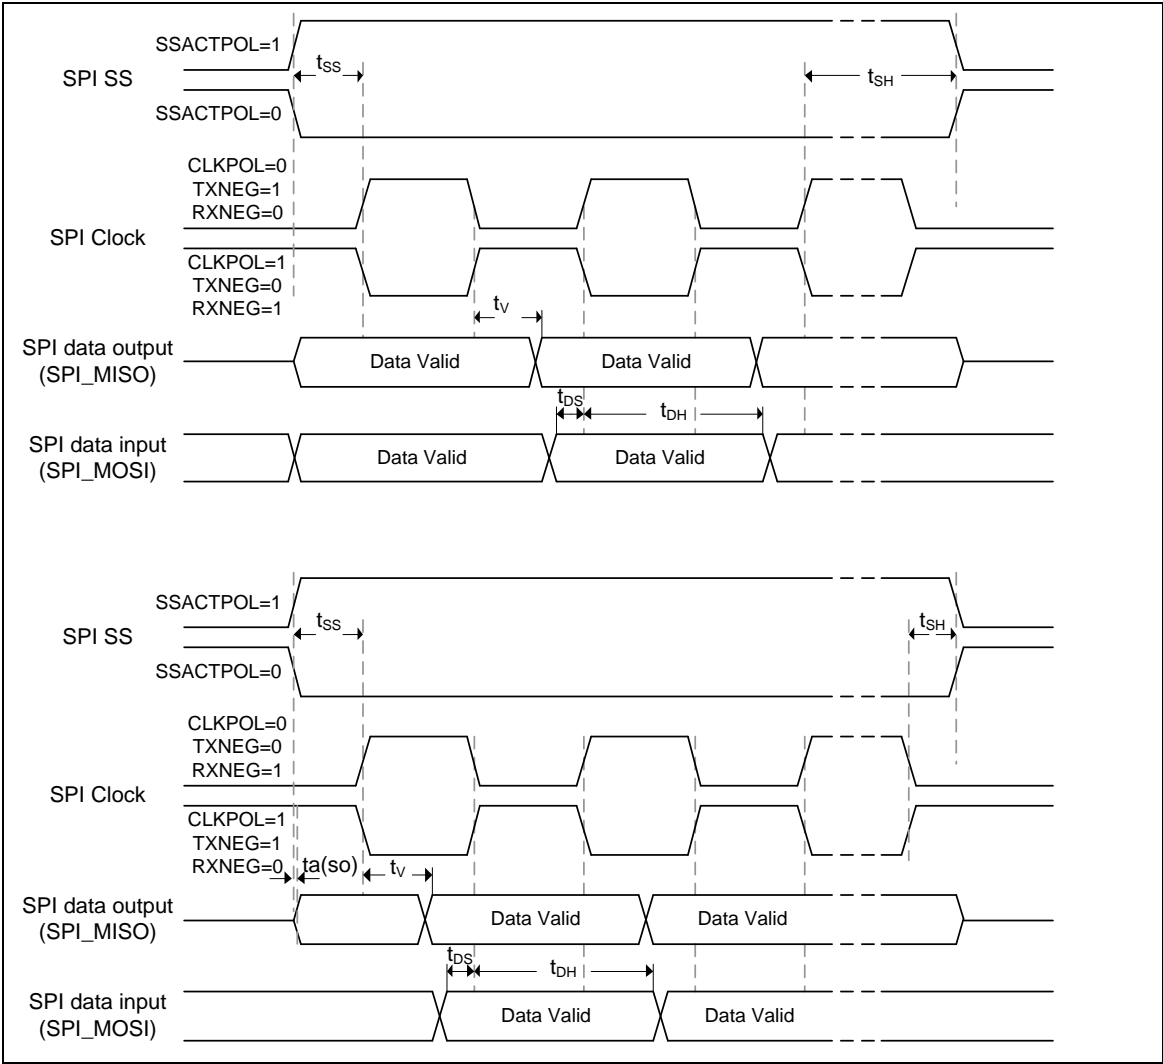 SSACTPOL=1
SPI SS
tSS
tSH
SSACTPOL=0
CLKPOL=0
TXNEG=1
RXNEG=0
SPI Clock
CLKPOL=1
TXNEG=0
RXNEG=1
tV
SPI data output
(SPI_MISO)
Data Valid
Data Valid
tDS
tDH
SPI data input
(SPI_MOSI)
Data Valid
Data Valid
SSACTPOL=1
SPI SS
tSS
tSH
SSACTPOL=0
CLKPOL=0
TXNEG=0
RXNEG=1
SPI Clock
CLKPOL=1
TXNEG=1
RXNEG=0
ta(so)
tV
SPI data output
(SPI_MISO)
Data Valid
Data Valid
tDS
tDH
SPI data input
(SPI_MOSI)
Data Valid
Data Valid